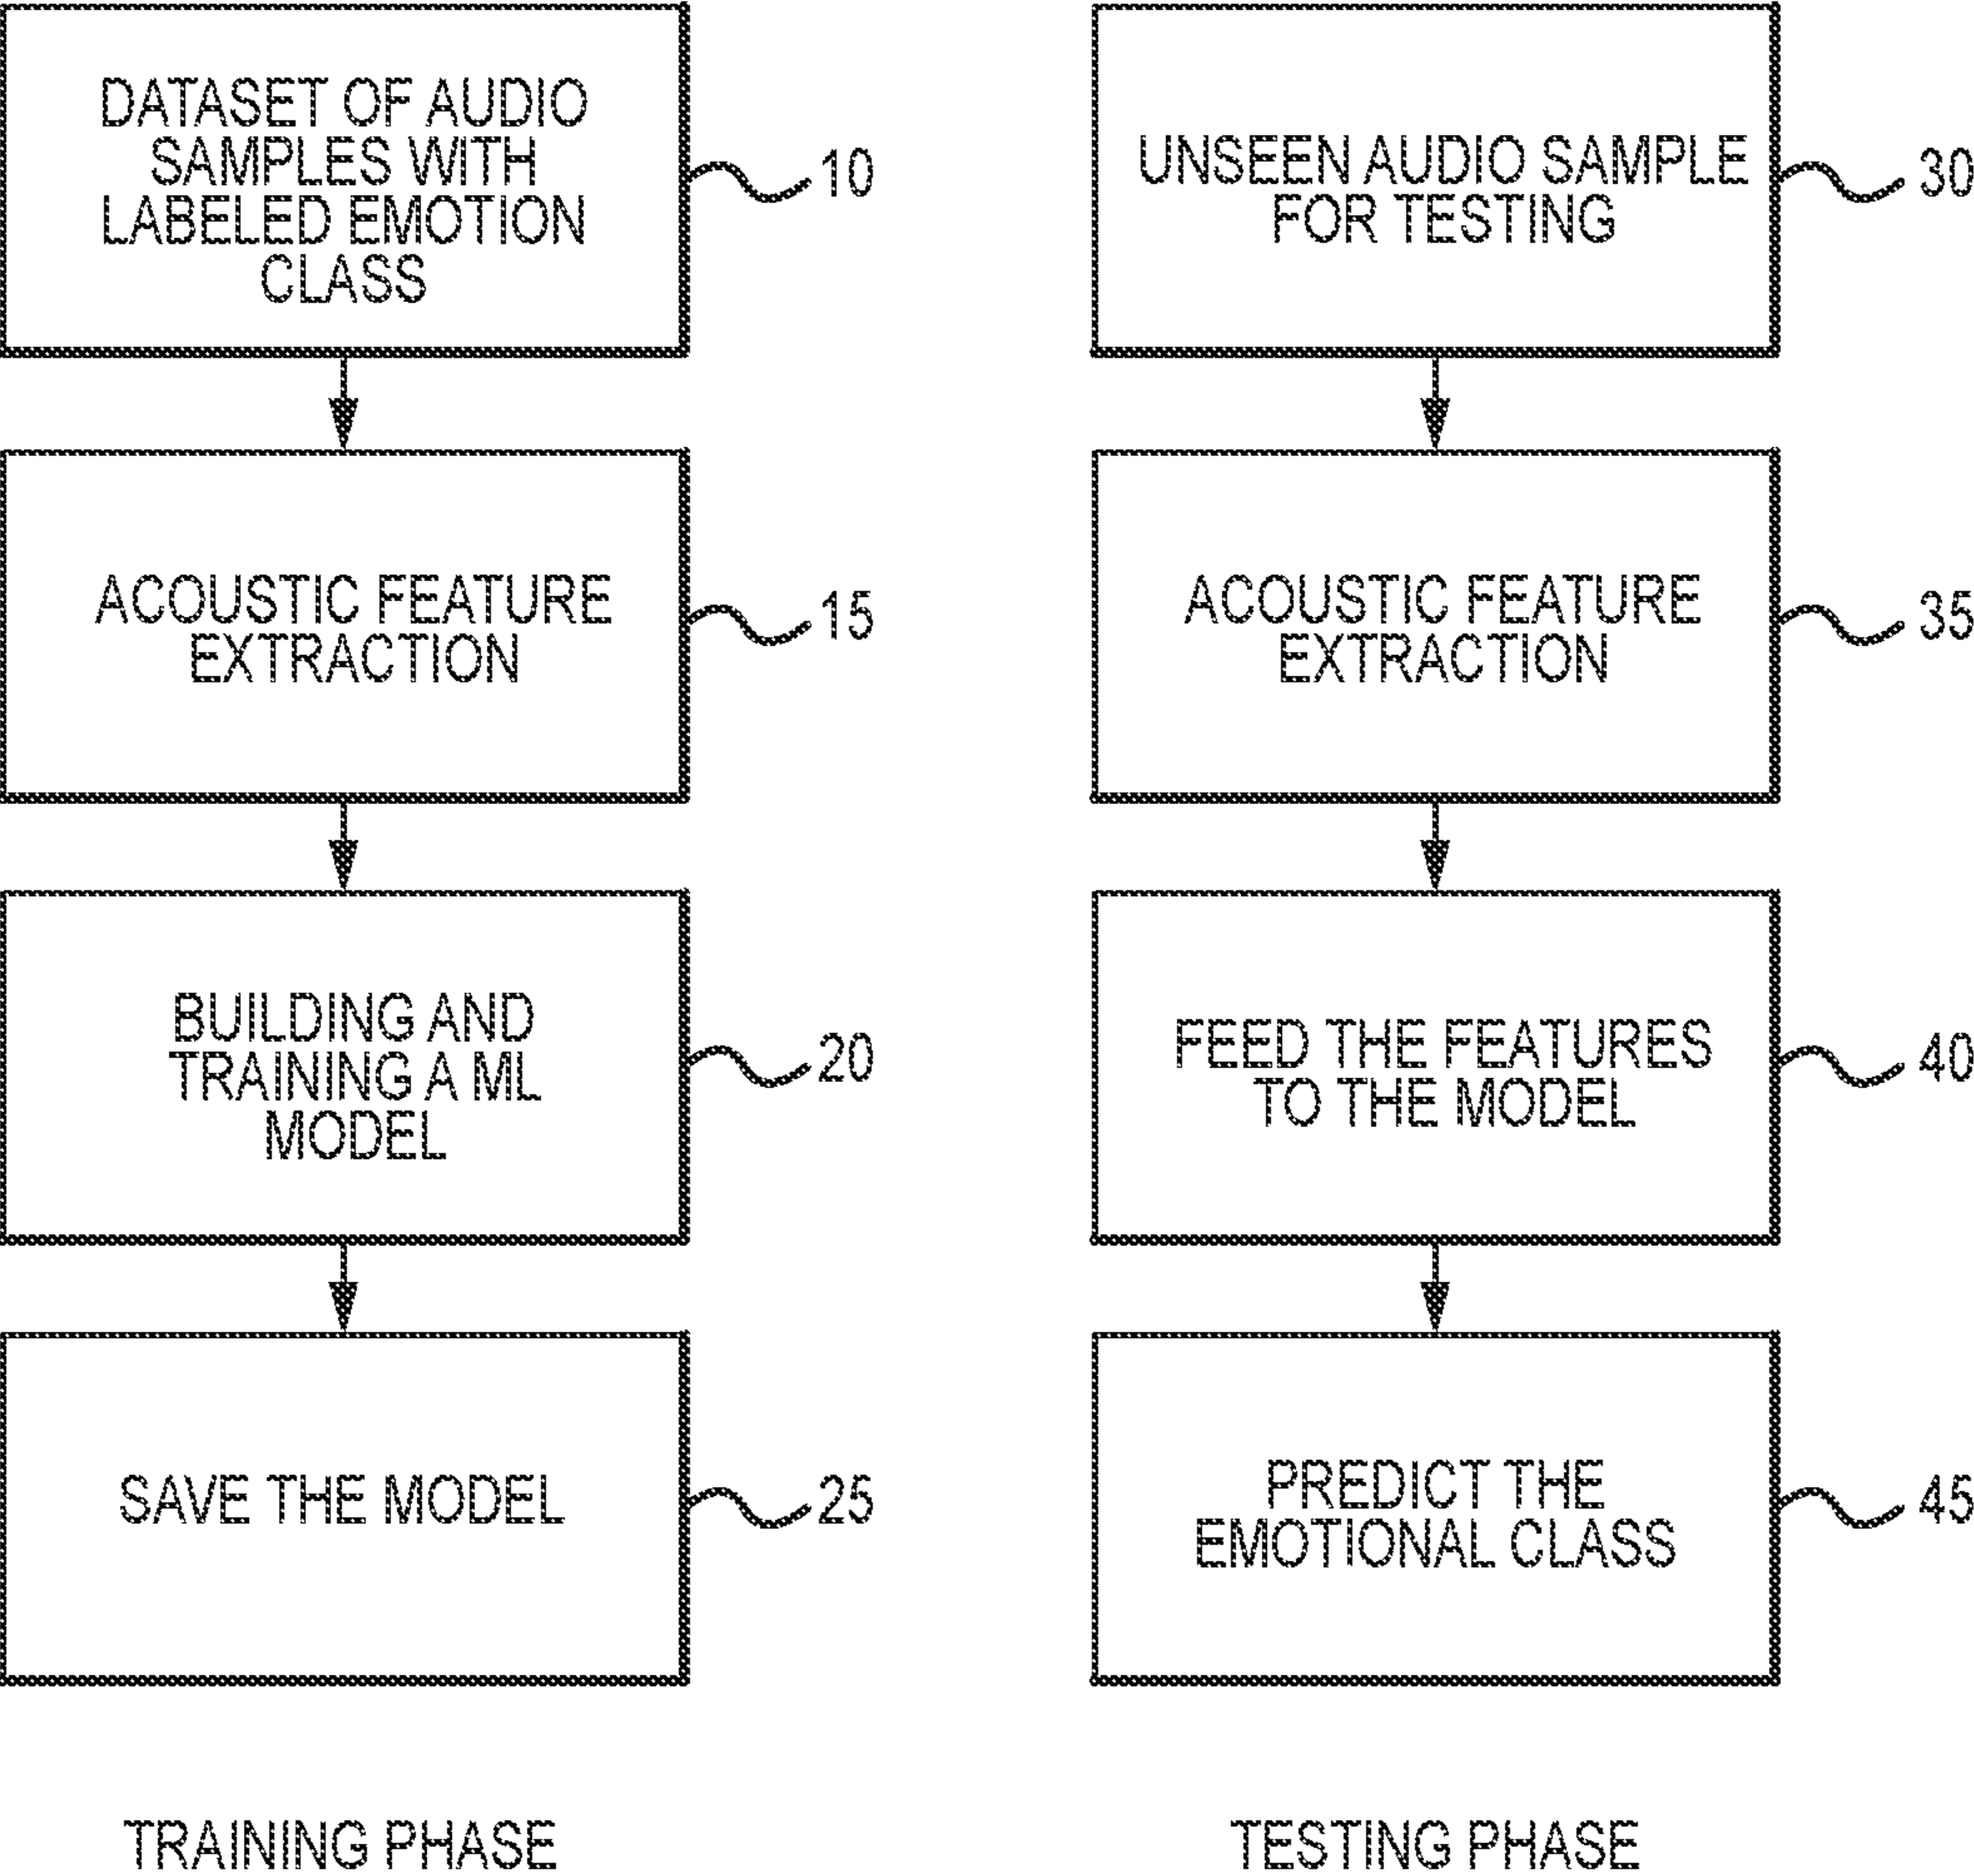 DATASET OF AUDIO
SAMPLES WITH
LABELED EMOTION
CLASS
10
ACOUSTIC FEATURE
EXTRACTION
15
BUILDING AND
TRAINING A ML
MODEL
20
SAVE THE MODEL
25
TRAINING PHASE
UNSEEN AUDIO SAMPLE
FOR TESTING
30
ACOUSTIC FEATURE
EXTRACTION
35
FEED THE FEATURES
TO THE MODEL
40
PREDICT THE
EMOTIONAL CLASS
45
TESTING PHASE